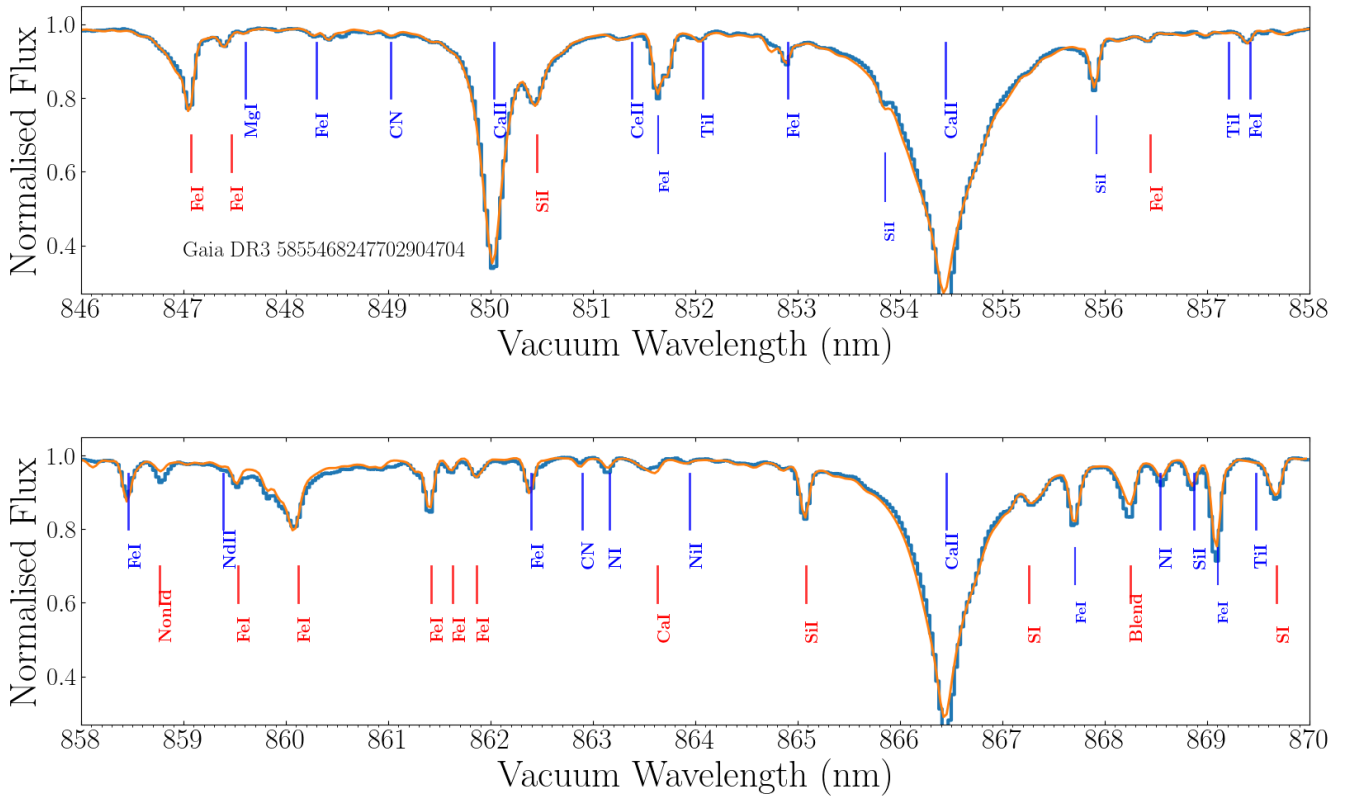 Normalised Flux
1.0
0.8
0.6
0.4
MgI
FeI
CN
CaII
CeII
TiI
FeI
CaII
TiI
FeI
FeI
SiI
FeI
FeI
SiI
FeI
SiI
Gaia DR3 5855468247702904704
846 847 848 849 850 851 852 853 854 855 856 857 858
Vacuum Wavelength (nm)
Normalised Flux
1.0
0.8
0.6
0.4
FeI
NdII
FeI
CN
NI
NiI
CaII
NI
SiI
TiI
NonId
FeI
FeI
FeI
FeI
FeI
CaI
SiI
SI
FeI
Blend
FeI
SI
858 859 860 861 862 863 864 865 866 867 868 869 870
Vacuum Wavelength (nm)